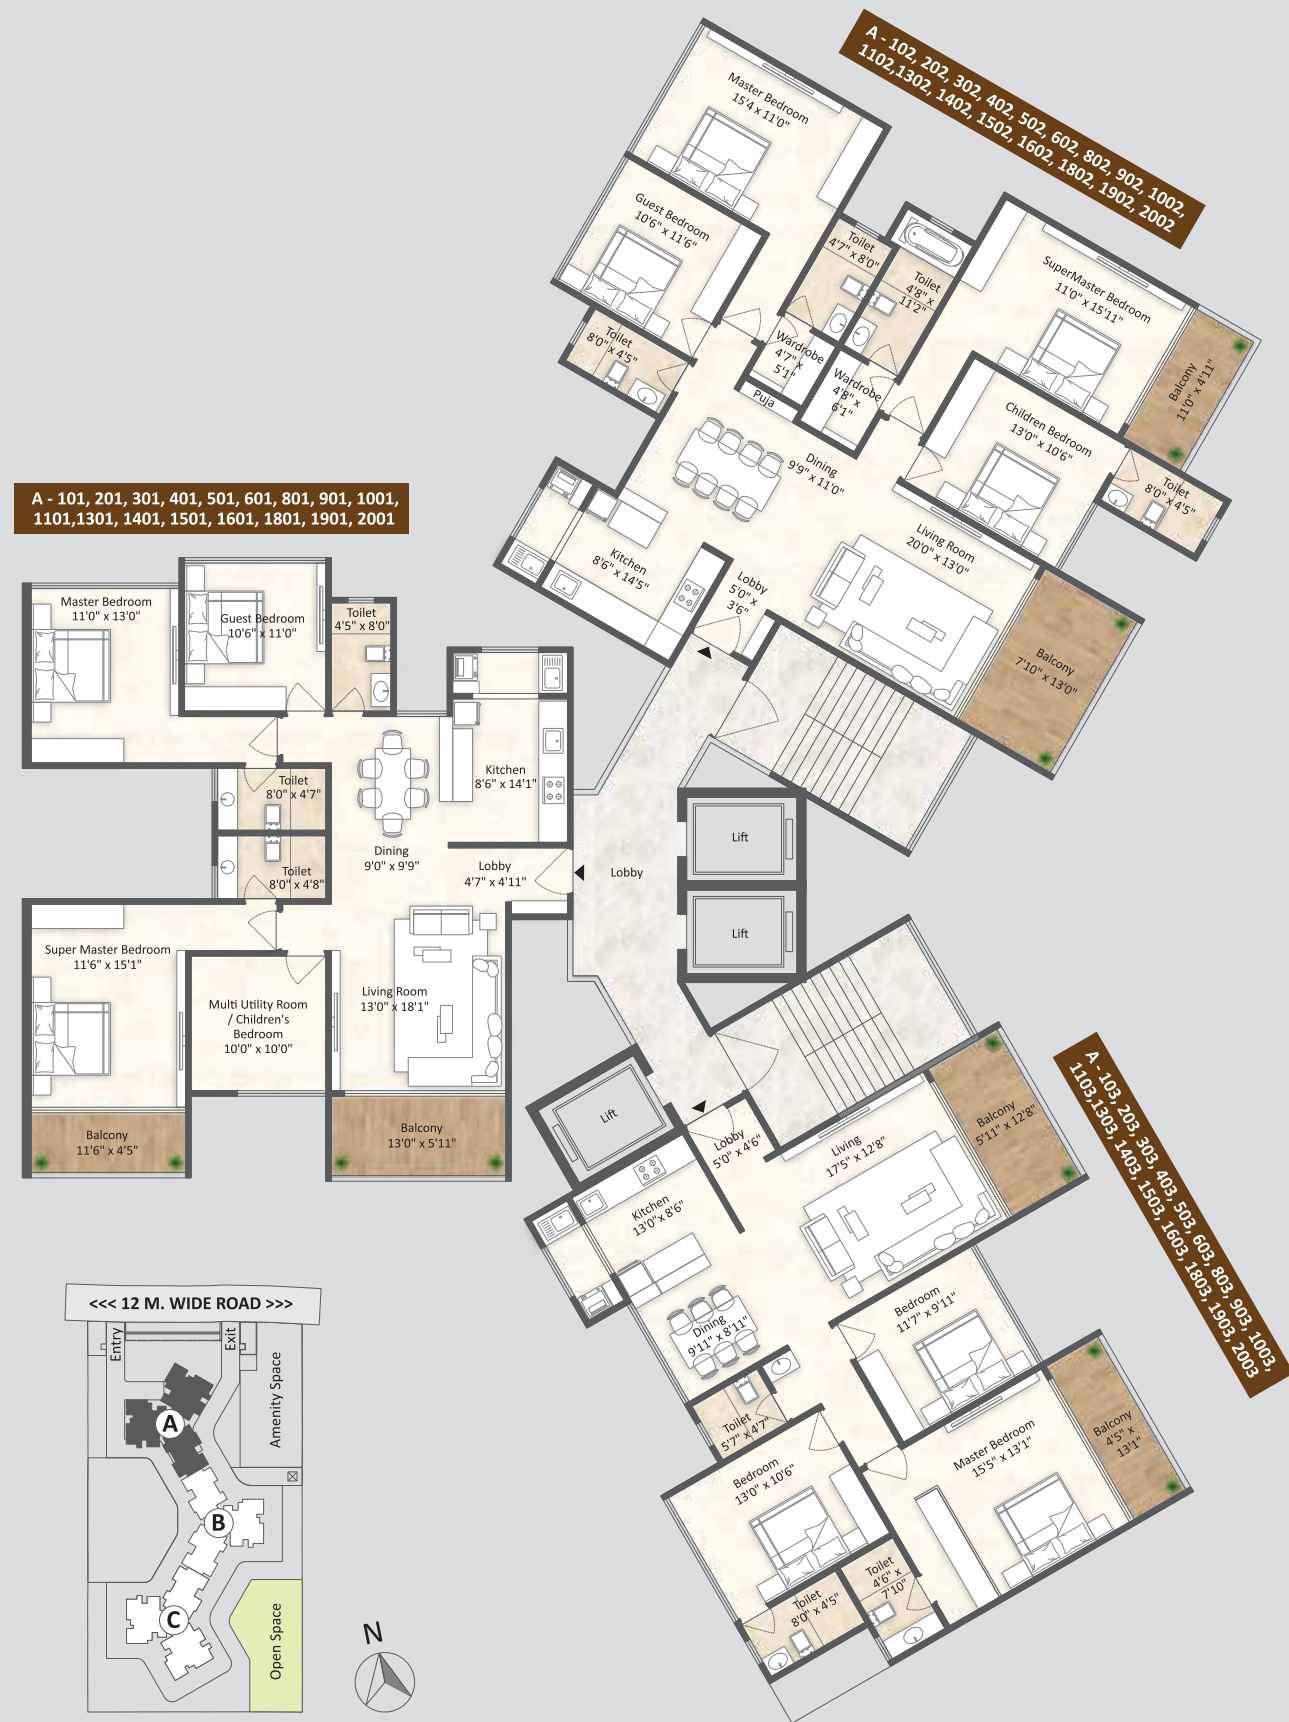 A - 102, 202, 302, 402, 502, 602, 802, 902, 1002,
1102,1302, 1402, 1502, 1602, 1802, 1902, 2002
Master Bedroom
15'4 x 11'0"
Guest Bedroom
10'6" x 11'6"
Toilet
4'7" x 8'0"
Toilet
4'8" x
11'2"
SuperMaster Bedroom
11'0" x 15'11"
Balcony
11'0" x 4'11"
Toilet
8'0" x 4'5"
Wardrobe
4'7" x
5'1"
Wardrobe
4'8" x
6'1"
Puja
Children Bedroom
13'0" x 10'6"
Toilet
8'0" x 4'5"
Dining
9'9" x 11'0"
Kitchen
8'6" x 14'5"
Lobby
5'0" x
3'6"
Living Room
20'0" x 13'0"
Balcony
7'10" x 13'0"
A - 101, 201, 301, 401, 501, 601, 801, 901, 1001,
1101,1301, 1401, 1501, 1601, 1801, 1901, 2001
Master Bedroom
11'0" x 13'0"
Guest Bedroom
10'6" x 11'0"
Toilet
4'5" x 8'0"
Kitchen
8'6" x 14'1"
Toilet
8'0" x 4'7"
Dining
9'0" x 9'9"
Toilet
8'0" x 4'8"
Lobby
4'7" x 4'11"
Lobby
Lift
Lift
Super Master Bedroom
11'6" x 15'1"
Multi Utility Room
/ Children's
Bedroom
10'0" x 10'0"
Living Room
13'0" x 18'1"
Balcony
11'6" x 4'5"
Balcony
13'0" x 5'11"
Lift
A - 103, 203, 303, 403, 503, 603, 803, 903, 1003,
1103,1303, 1403, 1503, 1603, 1803, 1903, 2003
Lobby
5'0" x 4'6"
Living
17'5" x 12'8"
Balcony
5'11" x 12'8"
Kitchen
13'0"x 8'6"
Dining
9'11" x 8'11"
Bedroom
11'7" x 9'11"
Toilet
5'7" x 4'7"
Bedroom
13'0" x 10'6"
Master Bedroom
15'5" x 13'1"
Balcony
4'5" x
13'1"
Toilet
8'0" x 4'5"
Toilet
4'6" x
7'10"
<<< 12 M. WIDE ROAD >>>
Entry
Exit
Amenity Space
A
B
C
Open Space
N